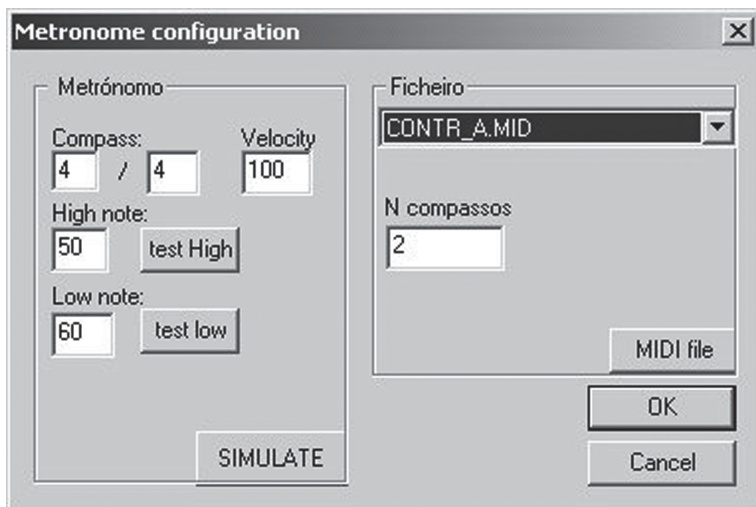 Metronome configuration
Metrónomo
Compass: Velocity
4 / 4 100
High note:
50 test High
Low note:
60 test low
SIMULATE
Ficheiro
CONTR_A.MID
N compassos
2
MIDI file
OK
Cancel